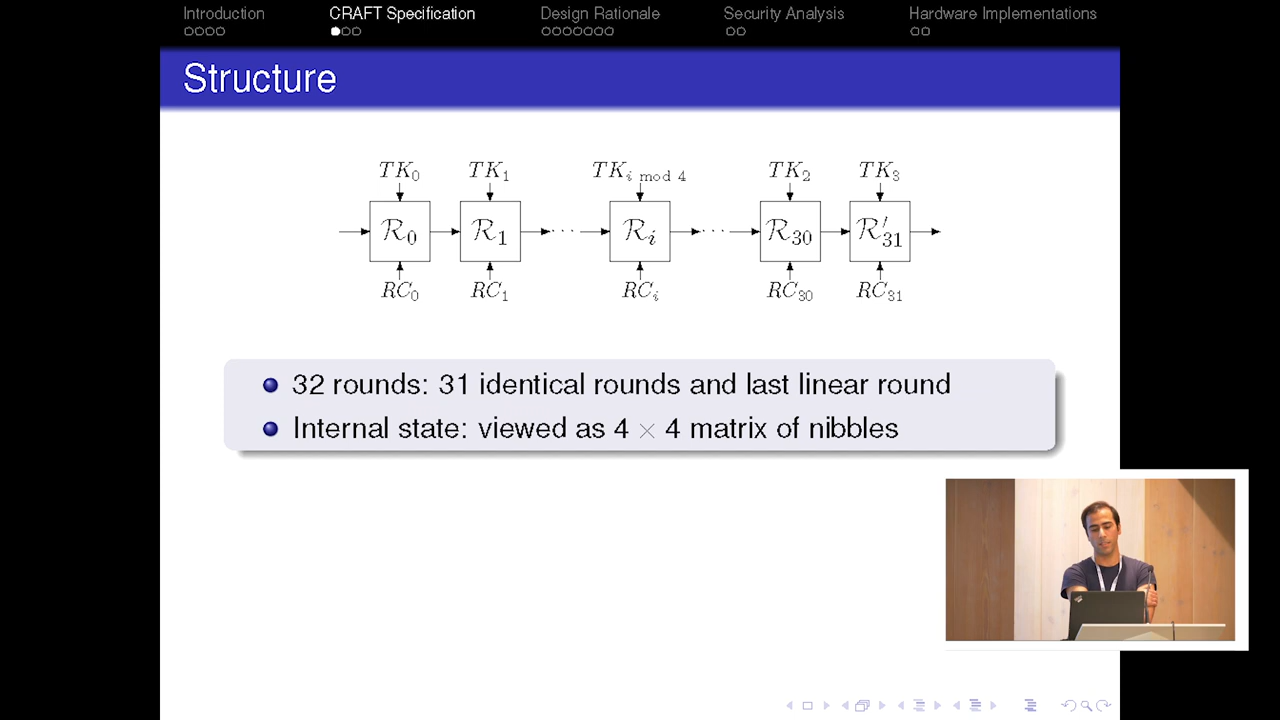 Introduction CRAFT Specification Design Rationale Security Analysis Hardware Implementations
Structure
TK₀ TK₁ TKᵢ mod 4 TK₂ TK₃
R₀ R₁ ··· Rᵢ ··· R₃₀ R′₃₁
RC₀ RC₁ RCᵢ RC₃₀ RC₃₁
32 rounds: 31 identical rounds and last linear round
Internal state: viewed as 4 × 4 matrix of nibbles